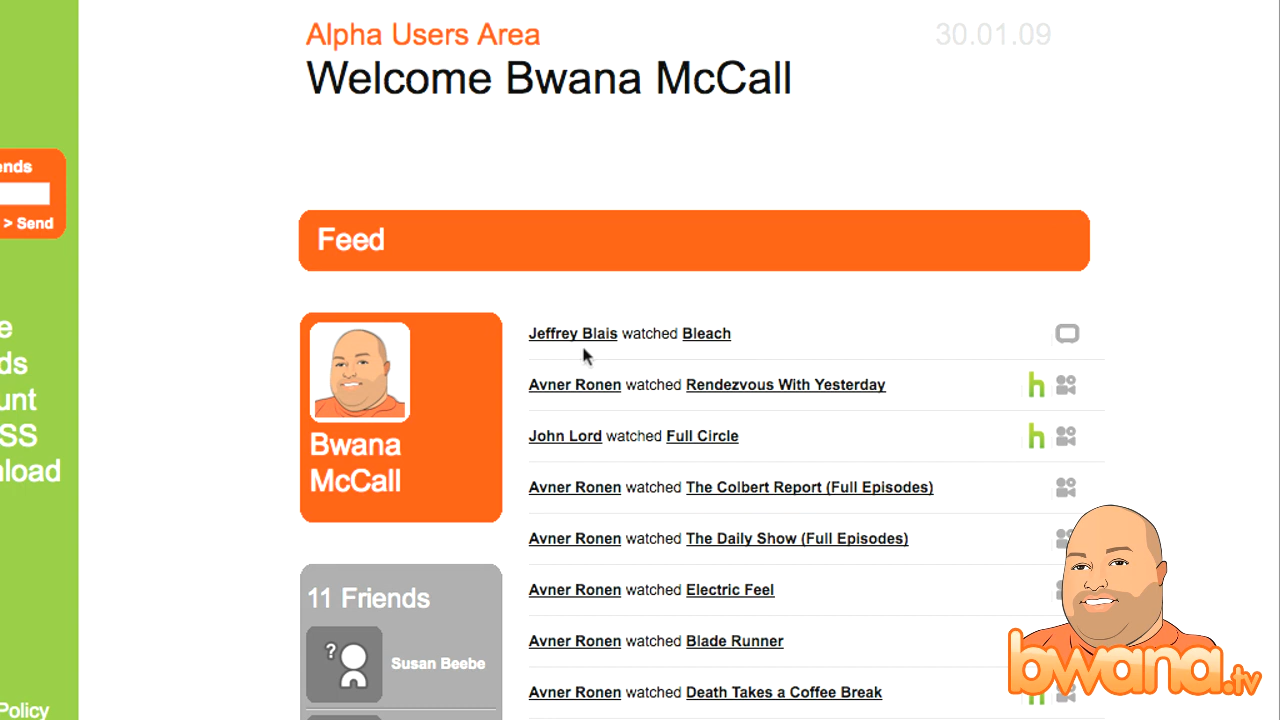 Alpha Users Area
30.01.09
Welcome Bwana McCall
ends
> Send
Feed
e
ds
unt
SS
load
Policy
Bwana
McCall
11 Friends
?
Susan Beebe
Jeffrey Blais watched Bleach
Avner Ronen watched Rendezvous With Yesterday h
John Lord watched Full Circle h
Avner Ronen watched The Colbert Report (Full Episodes)
Avner Ronen watched The Daily Show (Full Episodes)
Avner Ronen watched Electric Feel
Avner Ronen watched Blade Runner
Avner Ronen watched Death Takes a Coffee Break
bwana.tv